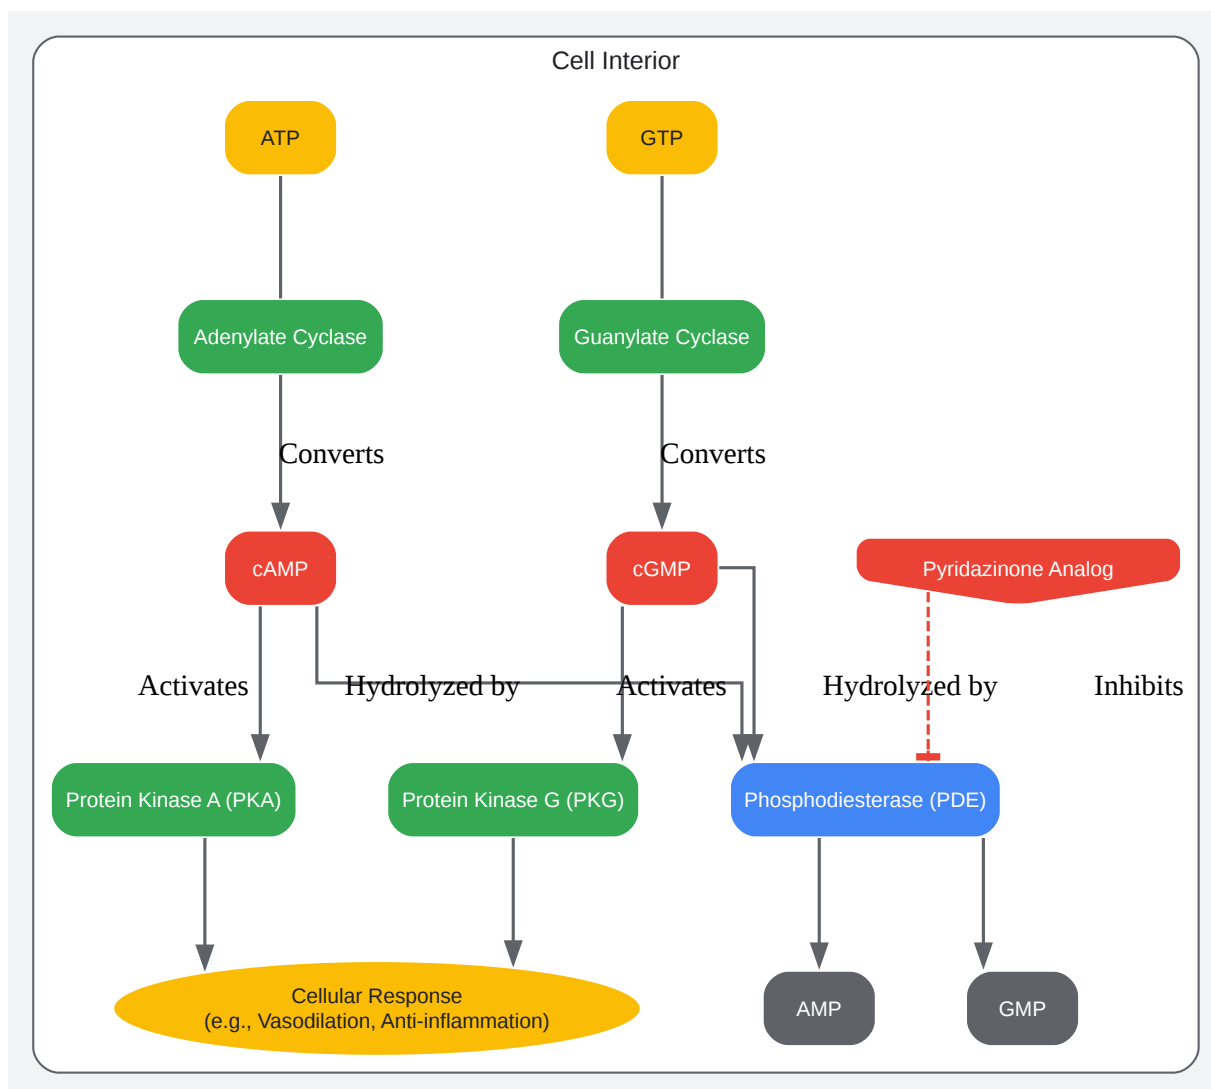 Cell Interior
ATP
GTP
Adenylate Cyclase
Guanylate Cyclase
Converts
Converts
cAMP
cGMP
Pyridazinone Analog
Activates
Hydrolyzed by
Activates
Hydrolyzed by
Inhibits
Protein Kinase A (PKA)
Protein Kinase G (PKG)
Phosphodiesterase (PDE)
Cellular Response
(e.g., Vasodilation, Anti-inflammation)
AMP
GMP